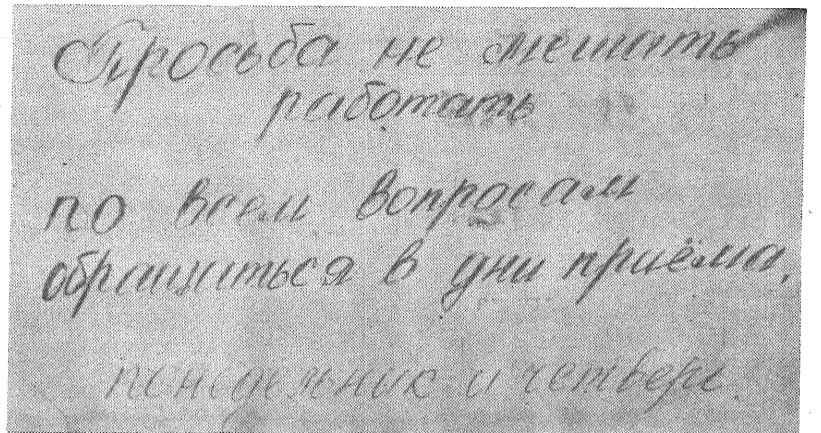 Просьба не мешать
работать
по всем вопросам
обращаться в дни приёма,
понедельник и четверг.